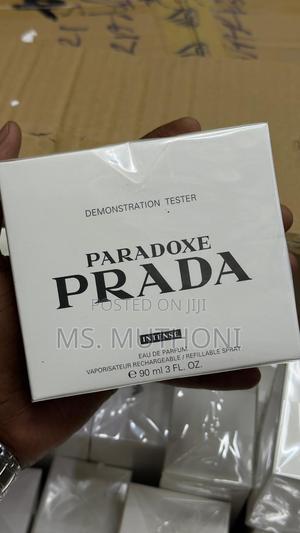 DEMONSTRATION TESTER
PARADOXE
PRADA
POSTED ON JIJI
MS. MUTHONI
INTENSE
EAU DE PARFUM
VAPORISATEUR RECHARGEABLE / REFILLABLE SPRAY
℮ 90 ml 3 FL. OZ.